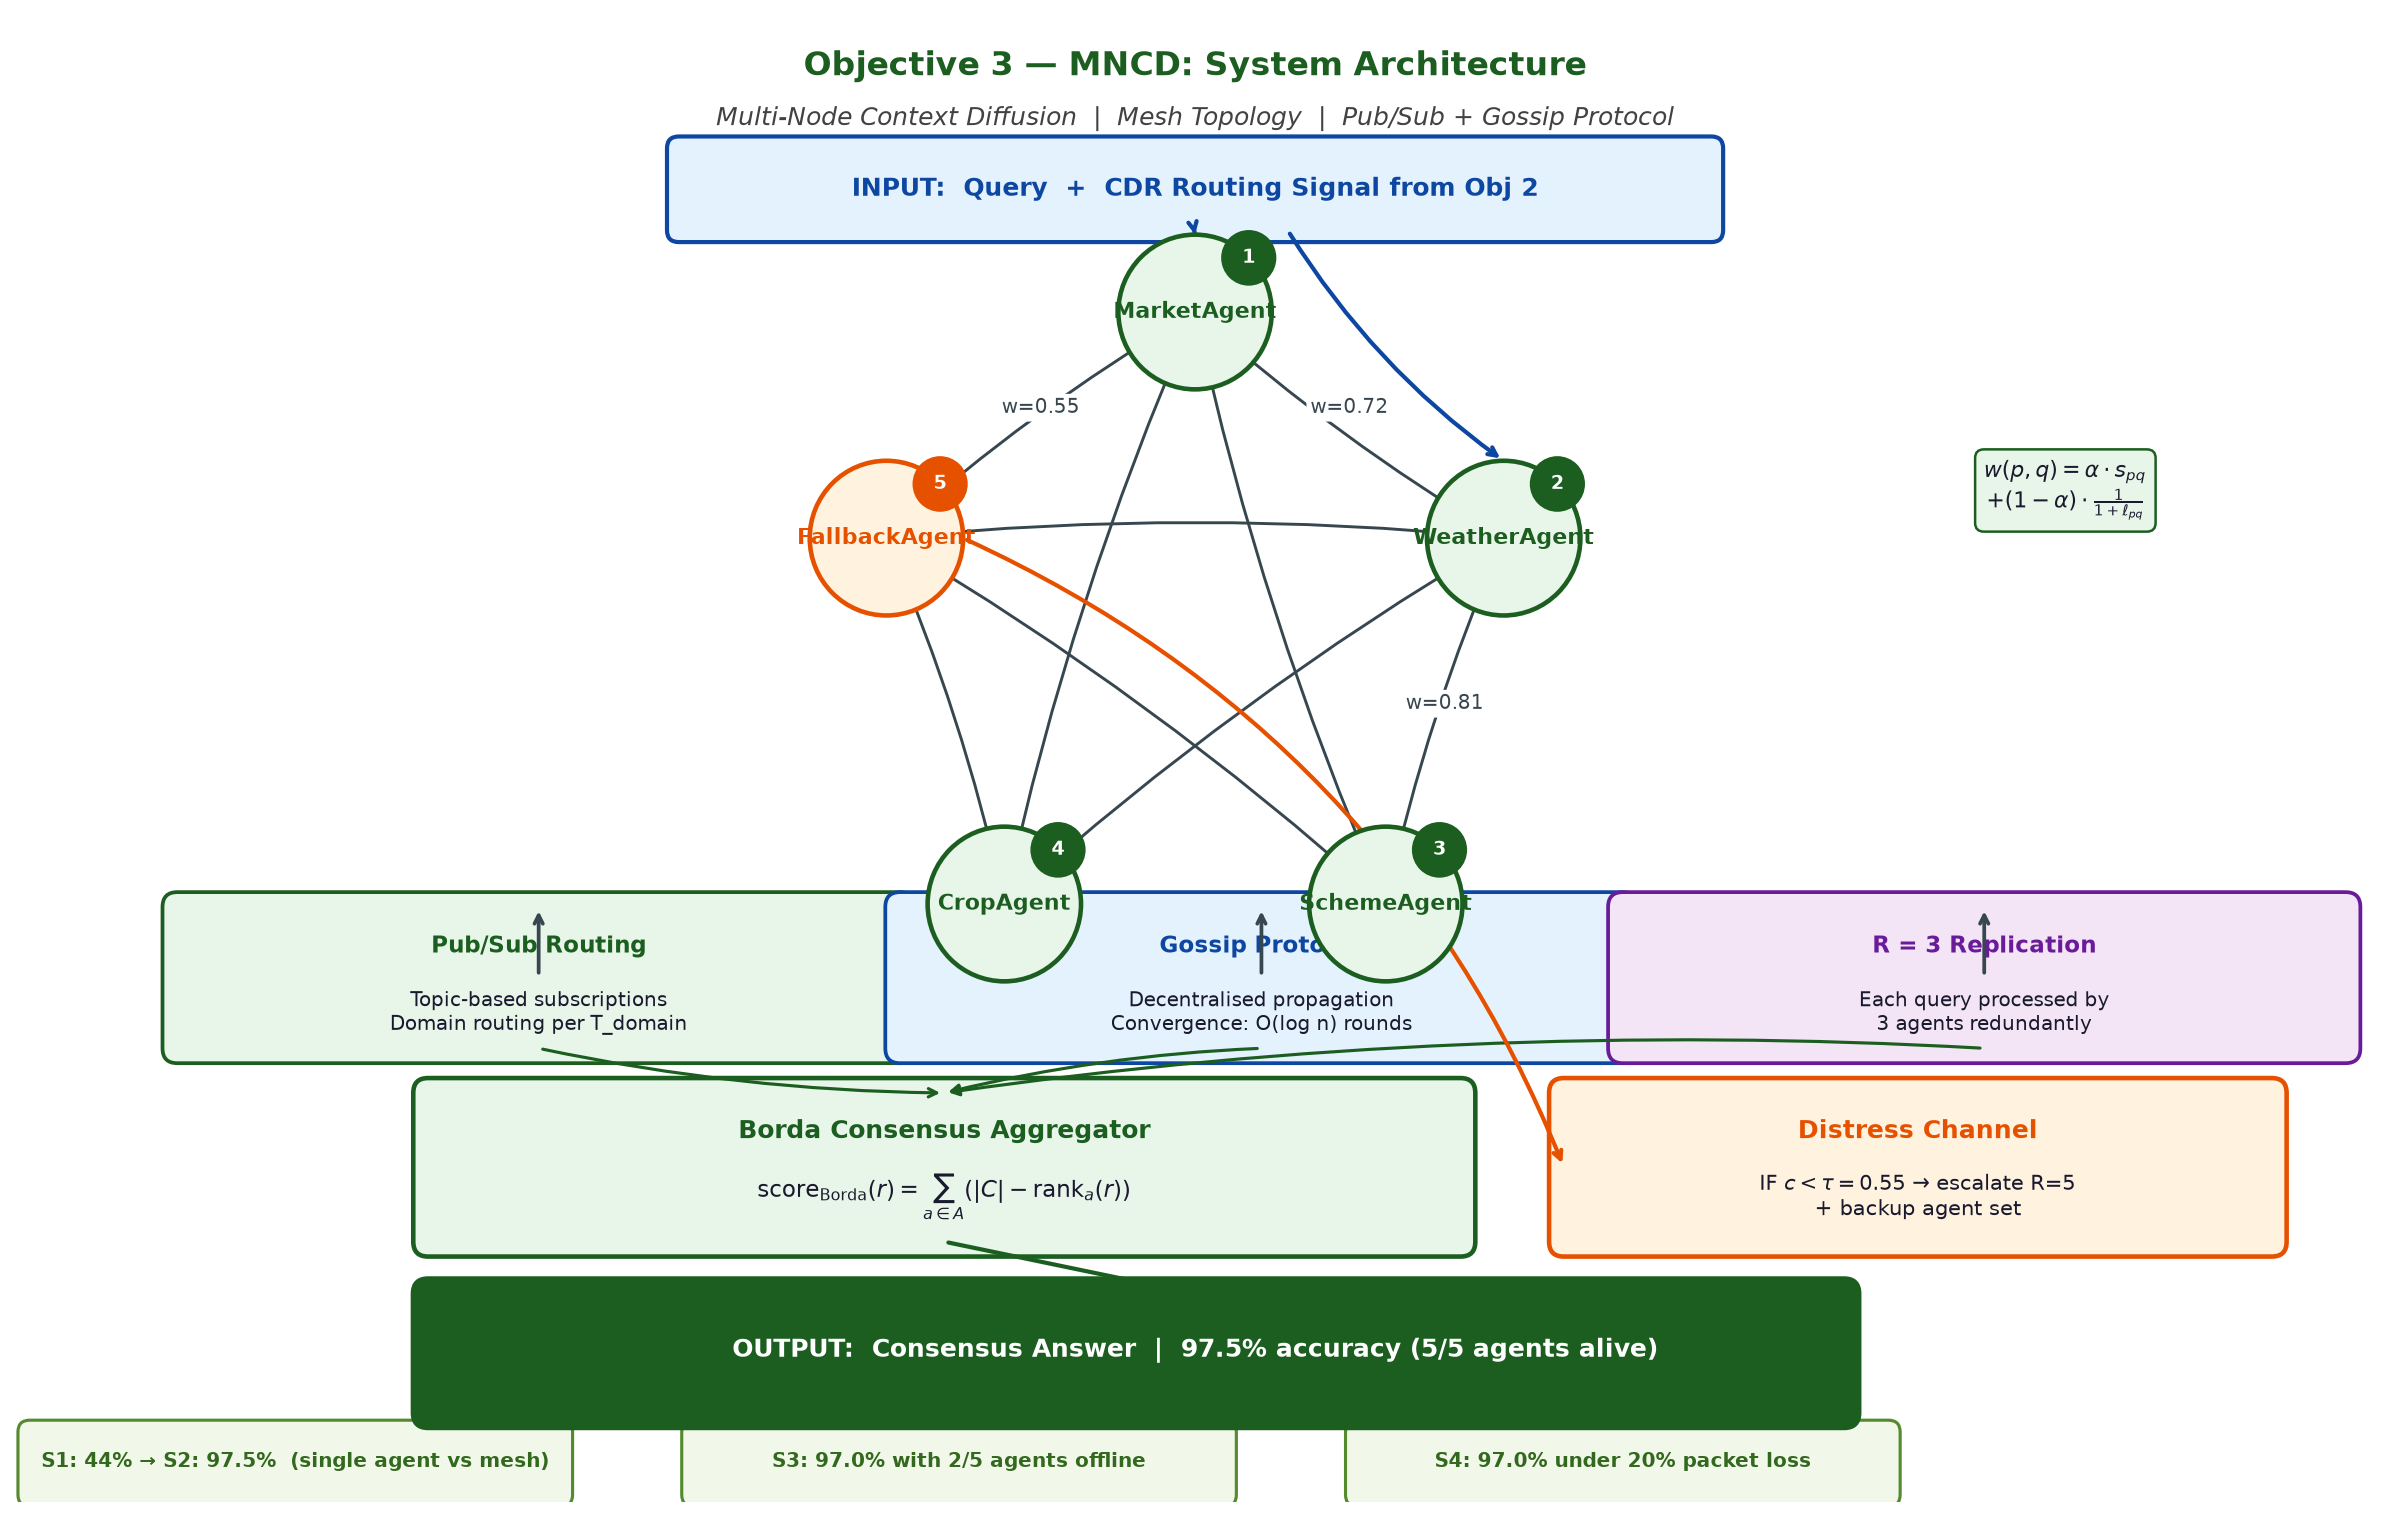 Objective 3 — MNCD: System Architecture
Multi-Node Context Diffusion | Mesh Topology | Pub/Sub + Gossip Protocol
INPUT: Query + CDR Routing Signal from Obj 2
1
MarketAgent
w=0.55
w=0.72
5
FallbackAgent
2
WeatherAgent
w(p, q) = α · s_pq
+(1 − α) · 1/(1 + ℓ_pq)
w=0.81
4
CropAgent
3
SchemeAgent
Pub/Sub Routing
Topic-based subscriptions
Domain routing per T_domain
Gossip Proto
Decentralised propagation
Convergence: O(log n) rounds
R = 3 Replication
Each query processed by
3 agents redundantly
Borda Consensus Aggregator
score_Borda(r) = ∑_{a∈A} (|C| − rank_a(r))
Distress Channel
IF c < τ = 0.55 → escalate R=5
+ backup agent set
OUTPUT: Consensus Answer | 97.5% accuracy (5/5 agents alive)
S1: 44% → S2: 97.5% (single agent vs mesh)
S3: 97.0% with 2/5 agents offline
S4: 97.0% under 20% packet loss